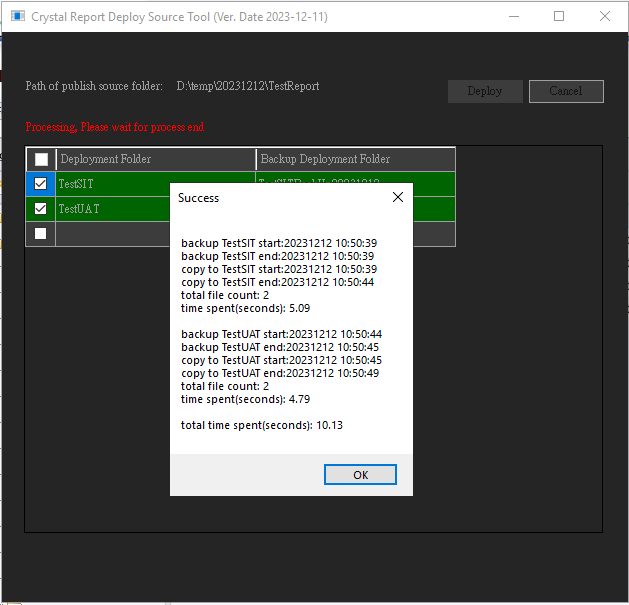 Crystal Report Deploy Source Tool (Ver. Date 2023-12-11)
Path of publish source folder: D:\temp\20231212\TestReport
Deploy
Cancel
Processing, Please wait for process end
Deployment Folder
Backup Deployment Folder
TestSIT
TestUAT
Success
backup TestSIT start:20231212 10:50:39
backup TestSIT end:20231212 10:50:39
copy to TestSIT start:20231212 10:50:39
copy to TestSIT end:20231212 10:50:44
total file count: 2
time spent(seconds): 5.09
backup TestUAT start:20231212 10:50:44
backup TestUAT end:20231212 10:50:45
copy to TestUAT start:20231212 10:50:45
copy to TestUAT end:20231212 10:50:49
total file count: 2
time spent(seconds): 4.79
total time spent(seconds): 10.13
OK